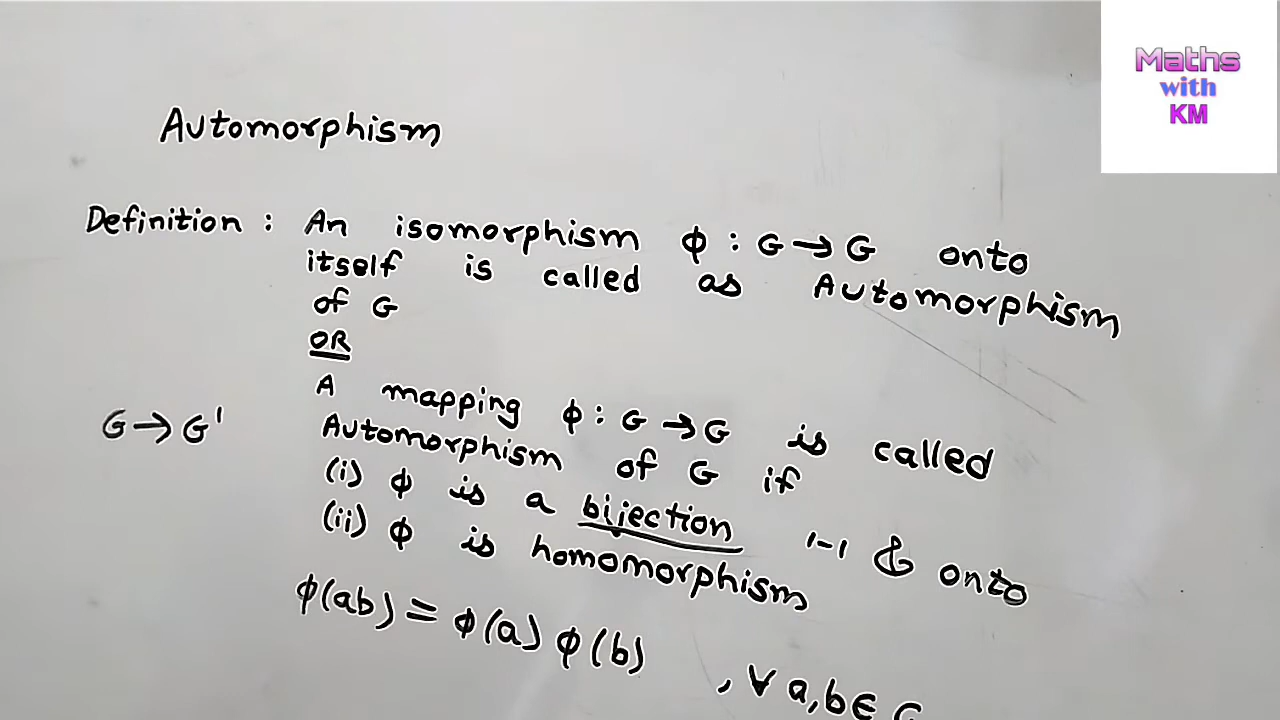 Maths
with
KM
Automorphism
Definition : An isomorphism ϕ : G → G onto
itself is called as Automorphism
of G
OR
A mapping ϕ : G → G is called
G → G'
Automorphism of G if
(i) ϕ is a bijection 1-1 & onto
(ii) ϕ is homomorphism
ϕ(ab) = ϕ(a) ϕ(b) , ∀ a,b ∈ G